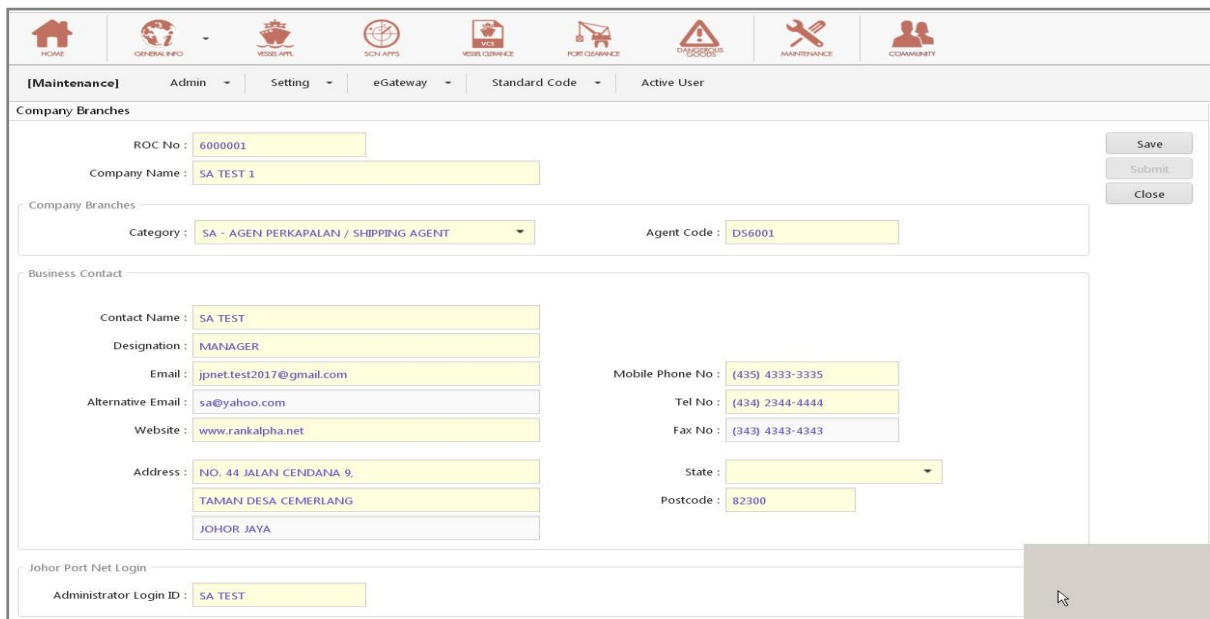 HOME GENERAL INFO VESSEL APPL SCN APPS VCS VESSEL CLERANCE PORT CLEARANCE DANGEROUS GOODS MAINTENANCE COMMUNITY
[Maintenance] Admin Setting eGateway Standard Code Active User
Company Branches
ROC No : 6000001 Save
Company Name : SA TEST 1 Submit
Close
Company Branches
Category : SA - AGEN PERKAPALAN / SHIPPING AGENT Agent Code : DS6001
Business Contact
Contact Name : SA TEST
Designation : MANAGER
Email : jpnet.test2017@gmail.com Mobile Phone No : (435) 4333-3335
Alternative Email : sa@yahoo.com Tel No : (434) 2344-4444
Website : www.rankalpha.net Fax No : (343) 4343-4343
Address : NO. 44 JALAN CENDANA 9, State :
TAMAN DESA CEMERLANG Postcode : 82300
JOHOR JAYA
Johor Port Net Login
Administrator Login ID : SA TEST